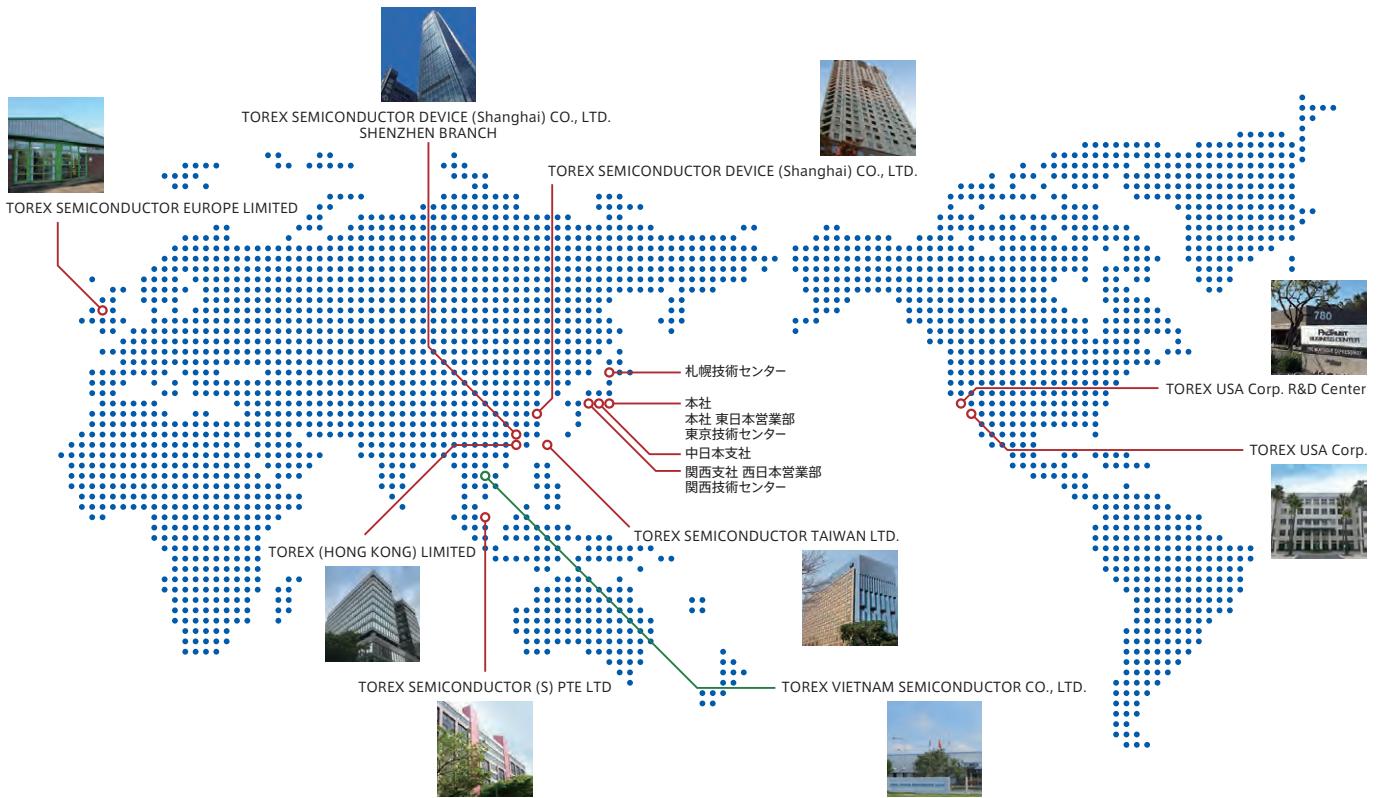 TOREX SEMICONDUCTOR DEVICE (Shanghai) CO., LTD.
SHENZHEN BRANCH
TOREX SEMICONDUCTOR DEVICE (Shanghai) CO., LTD.
TOREX SEMICONDUCTOR EUROPE LIMITED
780
PACTRUST
BUSINESS CENTER
札幌技術センター
TOREX USA Corp. R&D Center
本社
本社 東日本営業部
東京技術センター
中日本支社
関西支社 西日本営業部
関西技術センター
TOREX USA Corp.
TOREX SEMICONDUCTOR TAIWAN LTD.
TOREX (HONG KONG) LIMITED
TOREX SEMICONDUCTOR (S) PTE LTD
TOREX VIETNAM SEMICONDUCTOR CO., LTD.